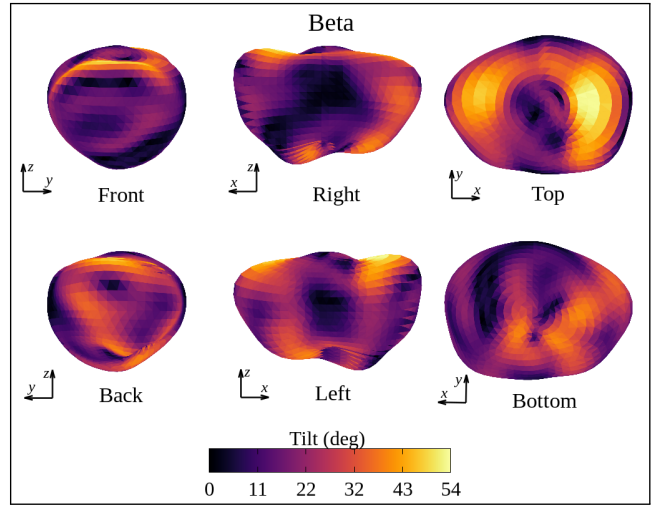 Beta
z
y
Front
z
x
Right
y
x
Top
z
y
Back
z
x
Left
y
x
Bottom
Tilt (deg)
0 11 22 32 43 54